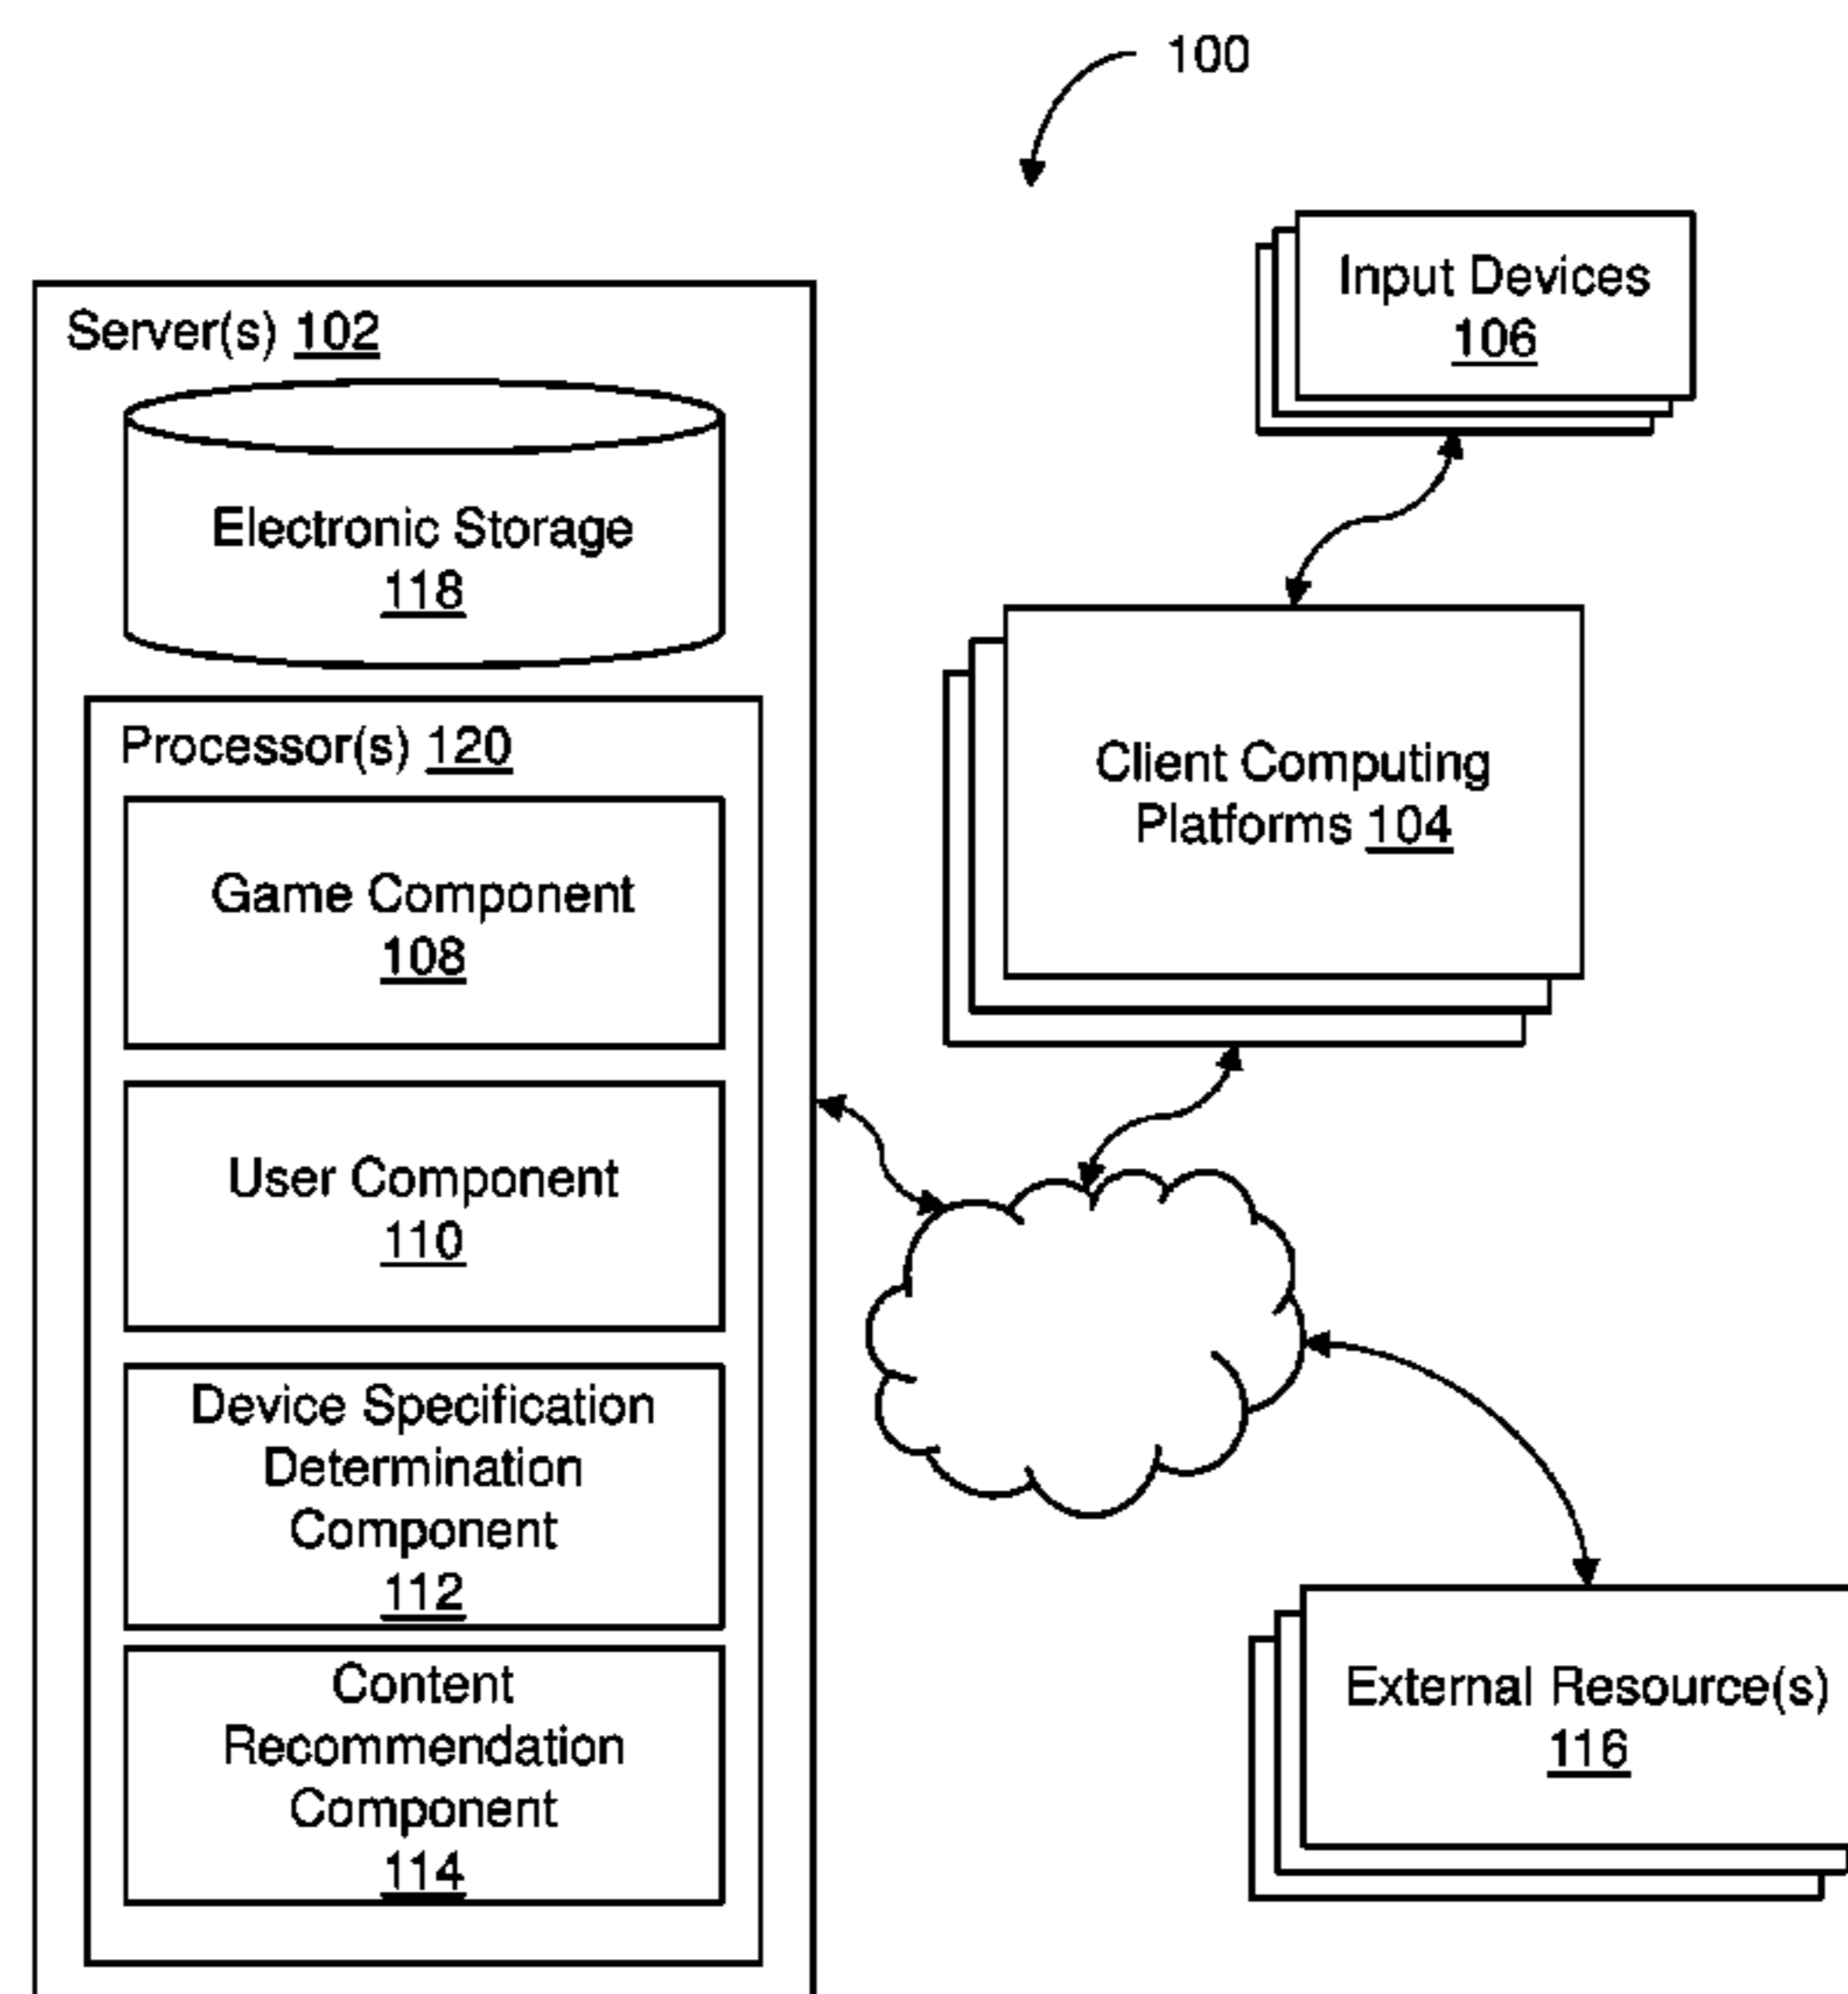 100
Server(s) 102
Electronic Storage
118
Processor(s) 120
Game Component
108
User Component
110
Device Specification
Determination
Component
112
Content
Recommendation
Component
114
Input Devices
106
Client Computing
Platforms 104
External Resource(s)
116